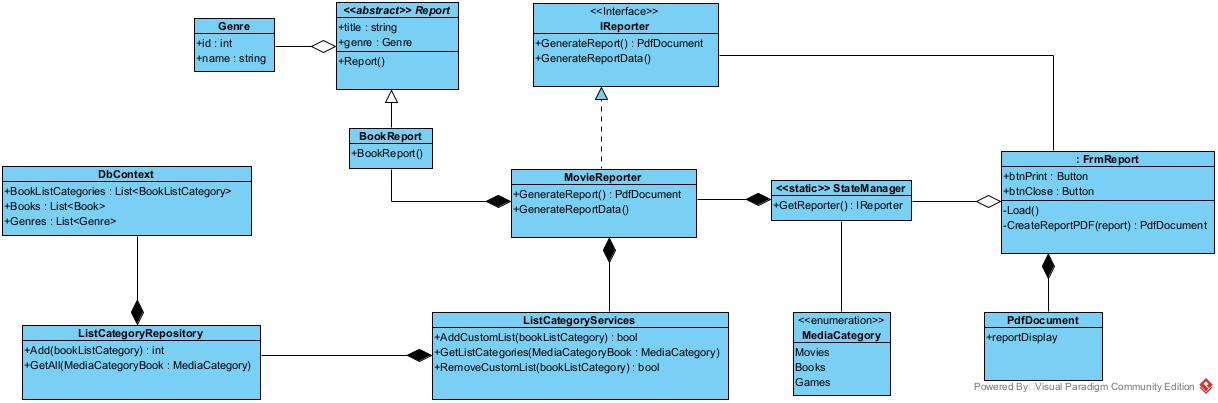 Genre
+id : int
+name : string
<<abstract>> Report
+title : string
+genre : Genre
+Report()
<<Interface>>
IReporter
+GenerateReport() : PdfDocument
+GenerateReportData()
BookReport
+BookReport()
DbContext
+BookListCategories : List<BookListCategory>
+Books : List<Book>
+Genres : List<Genre>
MovieReporter
+GenerateReport() : PdfDocument
+GenerateReportData()
<<static>> StateManager
+GetReporter() : IReporter
: FrmReport
+btnPrint : Button
+btnClose : Button
-Load()
-CreateReportPDF(report) : PdfDocument
ListCategoryRepository
+Add(bookListCategory) : int
+GetAll(MediaCategoryBook : MediaCategory)
ListCategoryServices
+AddCustomList(bookListCategory) : bool
+GetListCategories(MediaCategoryBook : MediaCategory)
+RemoveCustomList(bookListCategory) : bool
<<enumeration>>
MediaCategory
Movies
Books
Games
PdfDocument
+reportDisplay
Powered By Visual Paradigm Community Edition